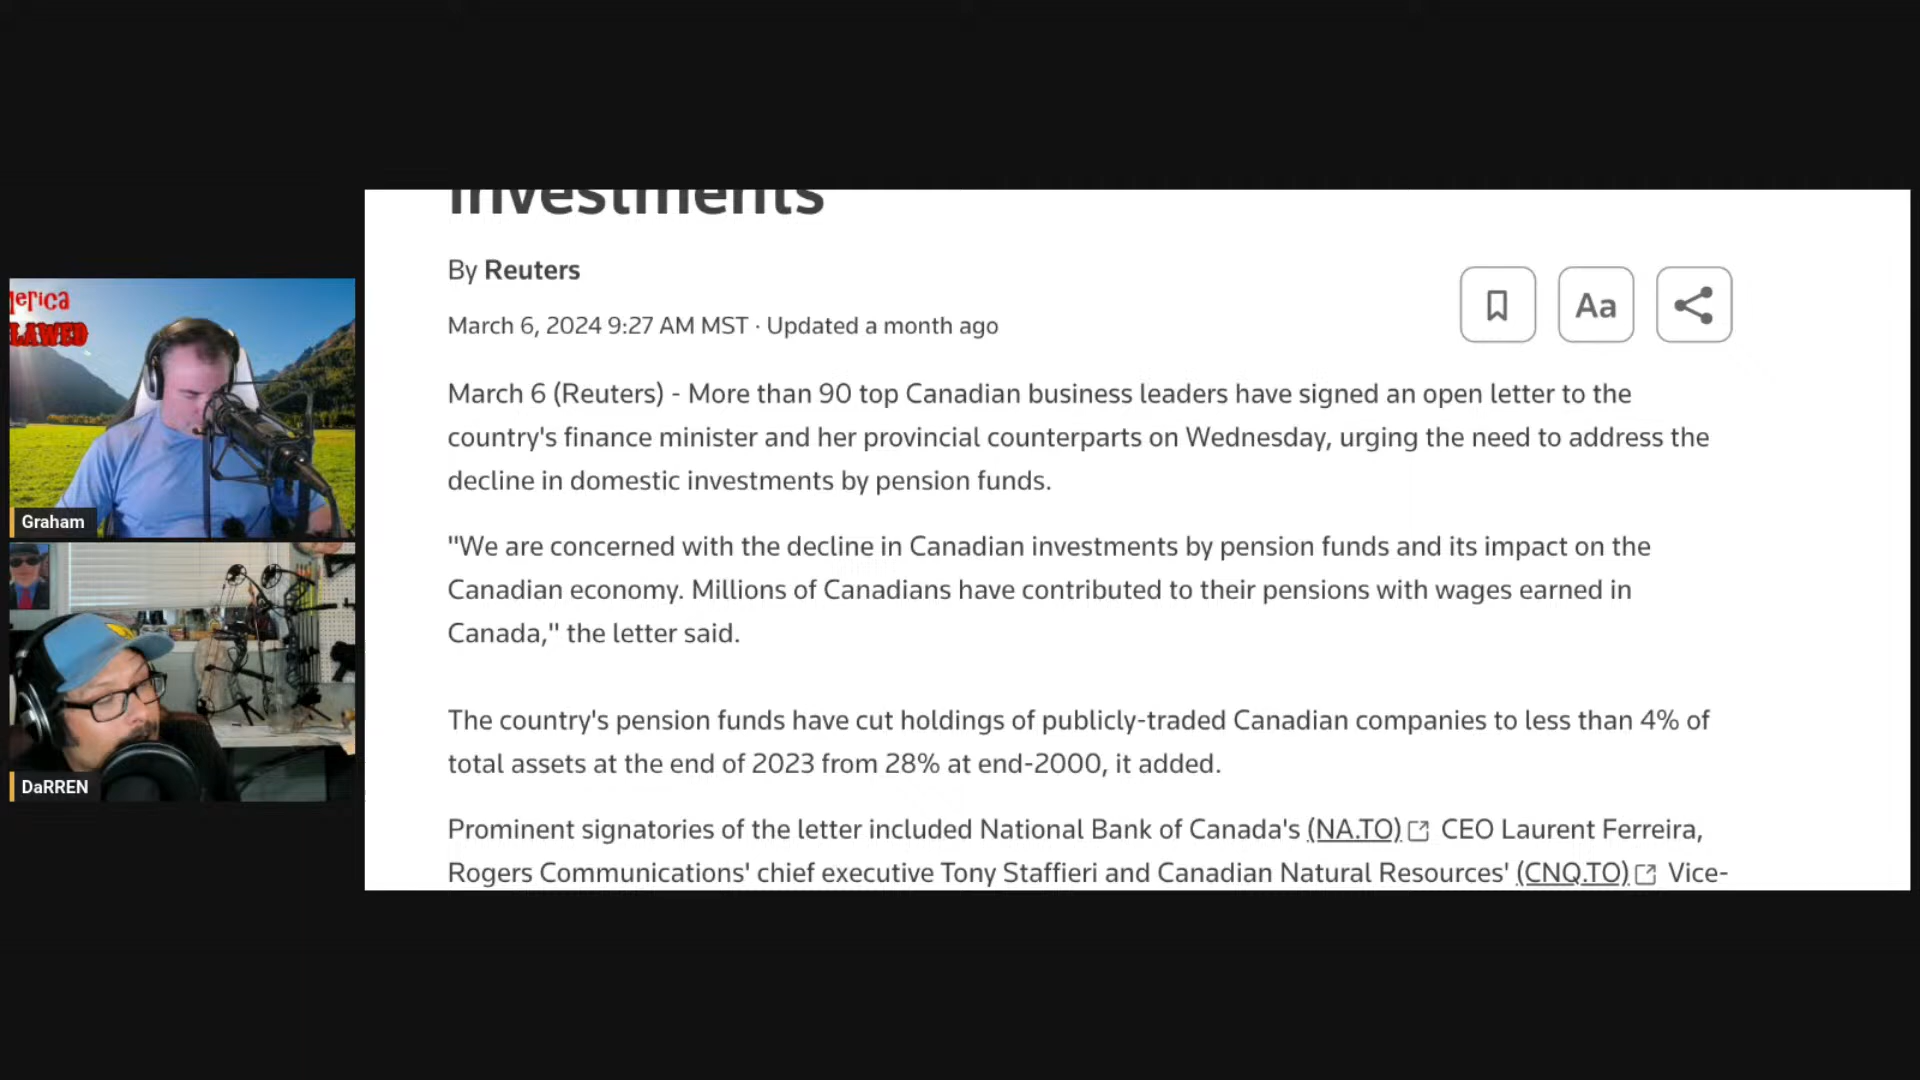 Investments
By Reuters
Aa
March 6, 2024 9:27 AM MST · Updated a month ago
March 6 (Reuters) - More than 90 top Canadian business leaders have signed an open letter to the
country's finance minister and her provincial counterparts on Wednesday, urging the need to address the
decline in domestic investments by pension funds.
"We are concerned with the decline in Canadian investments by pension funds and its impact on the
Canadian economy. Millions of Canadians have contributed to their pensions with wages earned in
Canada," the letter said.
The country's pension funds have cut holdings of publicly-traded Canadian companies to less than 4% of
total assets at the end of 2023 from 28% at end-2000, it added.
Prominent signatories of the letter included National Bank of Canada's (NA.TO) CEO Laurent Ferreira,
Rogers Communications' chief executive Tony Staffieri and Canadian Natural Resources' (CNQ.TO) Vice-
erica
LAWED
Graham
DaRREN